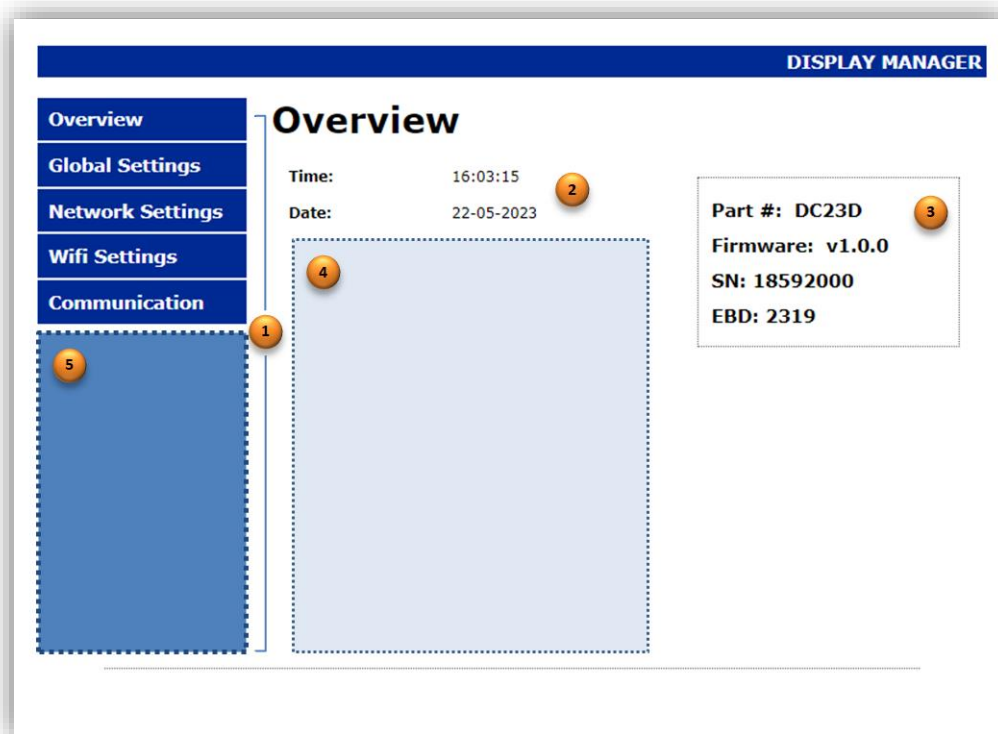 DISPLAY MANAGER
Overview
Global Settings
Network Settings
Wifi Settings
Communication
1
5
Overview
Time: 16:03:15
2
Date: 22-05-2023
4
Part #: DC23D
3
Firmware: v1.0.0
SN: 18592000
EBD: 2319